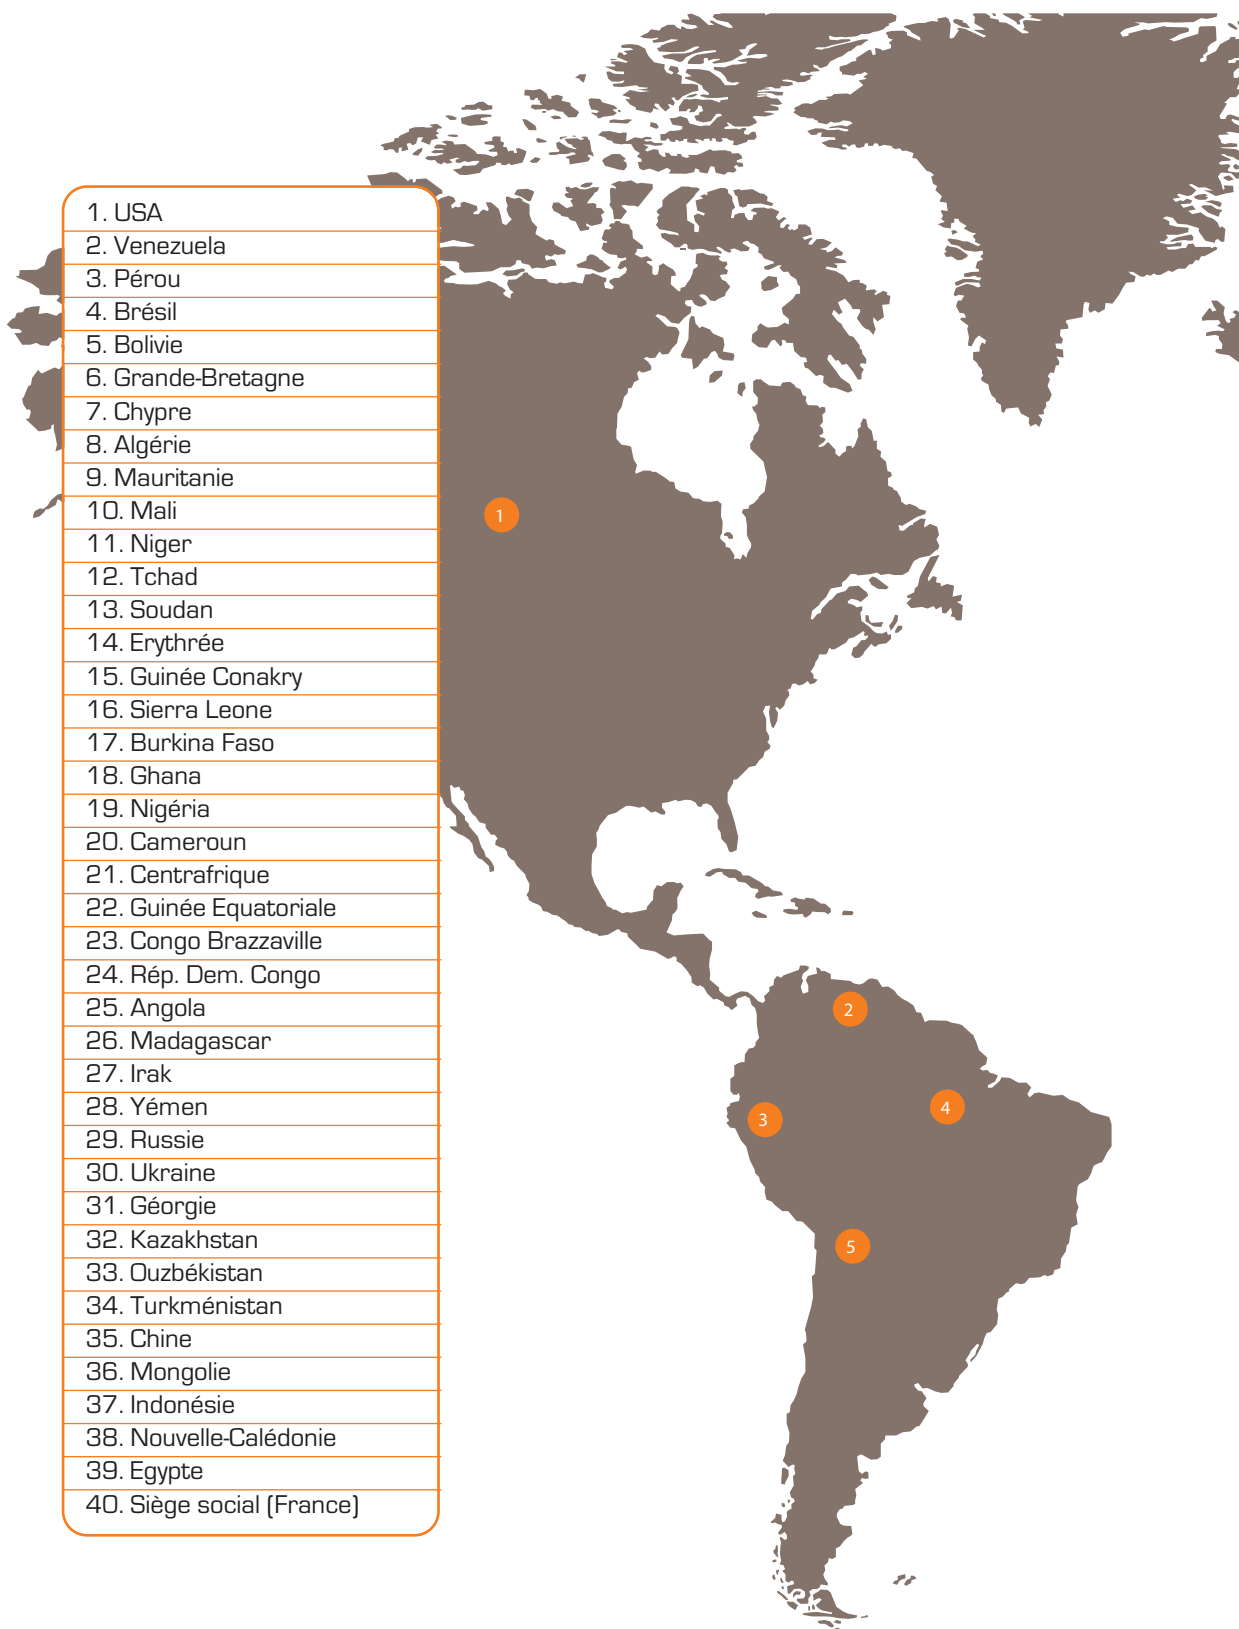 1. USA
2. Venezuela
3. Pérou
4. Brésil
5. Bolivie
6. Grande-Bretagne
7. Chypre
8. Algérie
9. Mauritanie
10. Mali
11. Niger
12. Tchad
13. Soudan
14. Erythrée
15. Guinée Conakry
16. Sierra Leone
17. Burkina Faso
18. Ghana
19. Nigéria
20. Cameroun
21. Centrafrique
22. Guinée Equatoriale
23. Congo Brazzaville
24. Rép. Dem. Congo
25. Angola
26. Madagascar
27. Irak
28. Yémen
29. Russie
30. Ukraine
31. Géorgie
32. Kazakhstan
33. Ouzbékistan
34. Turkménistan
35. Chine
36. Mongolie
37. Indonésie
38. Nouvelle-Calédonie
39. Egypte
40. Siège social (France)
1
2
4
3
5